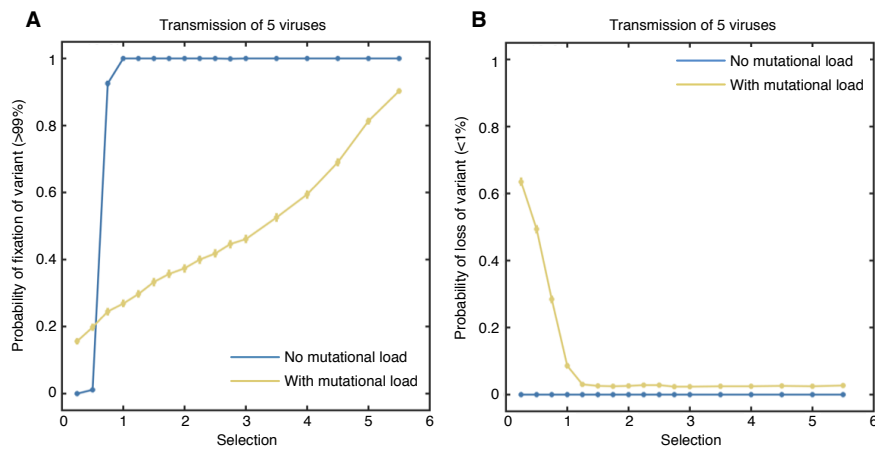 A
Transmission of 5 viruses
Probability of fixation of variant (>99%)
1
0.8
0.6
0.4
0.2
0
No mutational load
With mutational load
0 1 2 3 4 5 6
Selection
B
Transmission of 5 viruses
Probability of loss of variant (<1%)
1
0.8
0.6
0.4
0.2
0
No mutational load
With mutational load
0 1 2 3 4 5 6
Selection